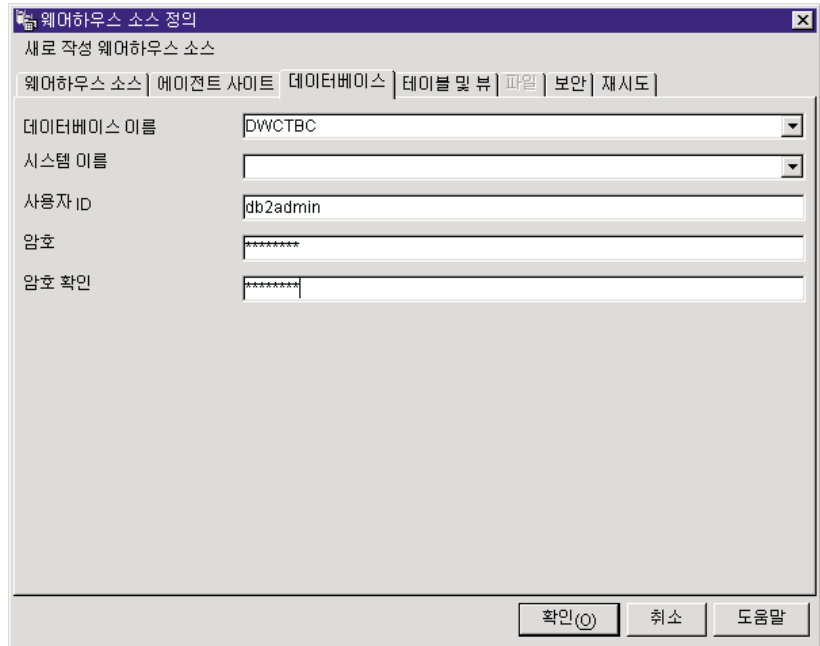 웨어하우스 소스 정의
새로 작성 웨어하우스 소스
웨어하우스 소스 에이전트 사이트 데이터베이스 테이블 및 뷰 파일 보안 재시도
데이터베이스 이름 DWCTBC
시스템 이름
사용자 ID db2admin
암호 ********
암호 확인 ********
확인(O) 취소 도움말